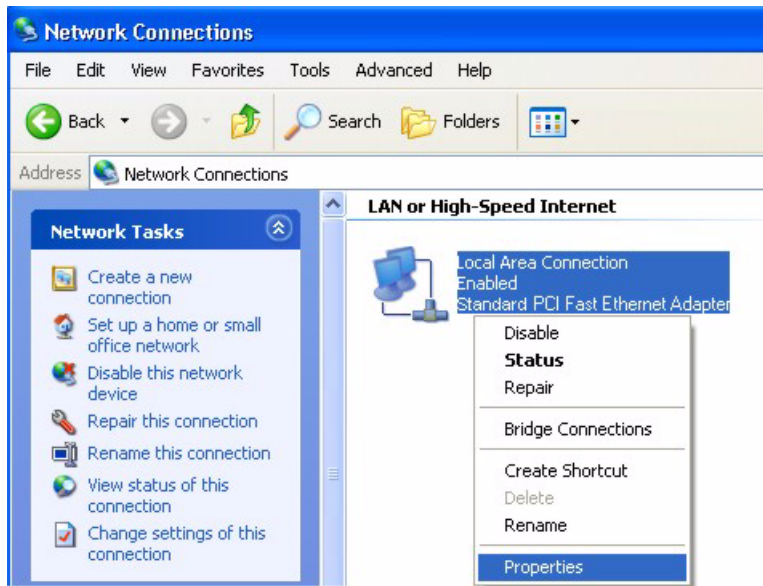 Network Connections
File Edit View Favorites Tools Advanced Help
Back Search Folders
Address Network Connections
Network Tasks
Create a new
connection
Set up a home or small
office network
Disable this network
device
Repair this connection
Rename this connection
View status of this
connection
Change settings of this
connection
LAN or High-Speed Internet
Local Area Connection
Enabled
Standard PCI Fast Ethernet Adapter
Disable
Status
Repair
Bridge Connections
Create Shortcut
Delete
Rename
Properties